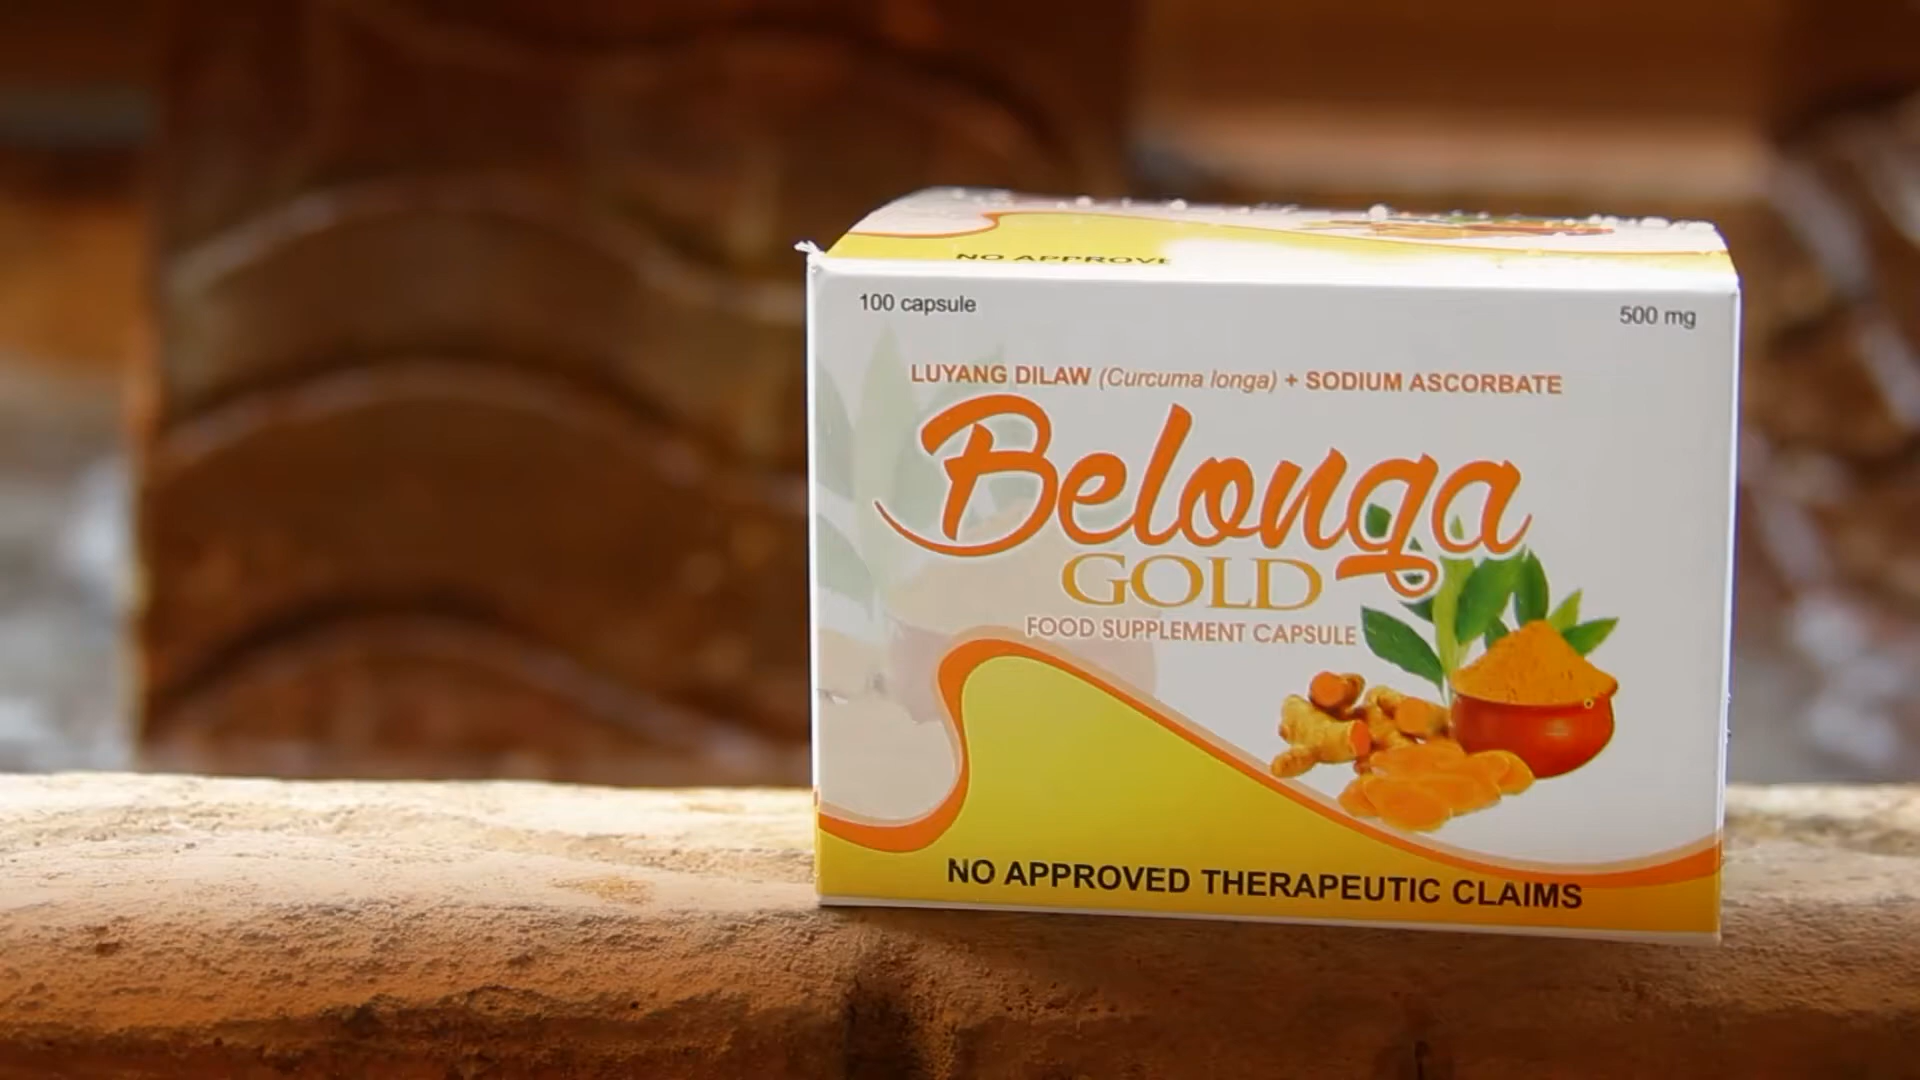 NO APPROVE
100 capsule
500 mg
LUYANG DILAW (Curcuma longa) + SODIUM ASCORBATE
Belonga
GOLD
FOOD SUPPLEMENT CAPSULE
NO APPROVED THERAPEUTIC CLAIMS